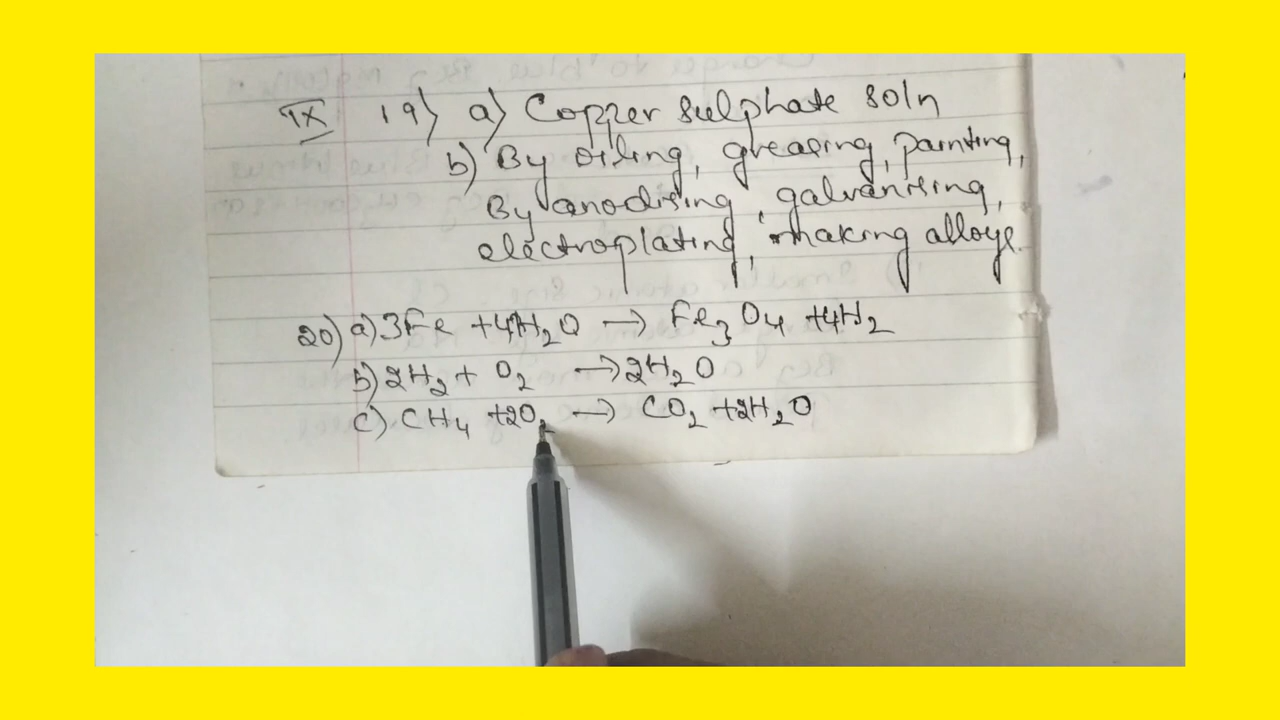 IX 19) a) Copper sulphate soln
b) By oiling, greasing, painting,
By anodising, galvanising,
electroplating, making alloys.
20) a) 3Fe + 4H2O → Fe3O4 + 4H2
b) 2H2 + O2 → 2H2O
c) CH4 + 2O2 → CO2 + 2H2O